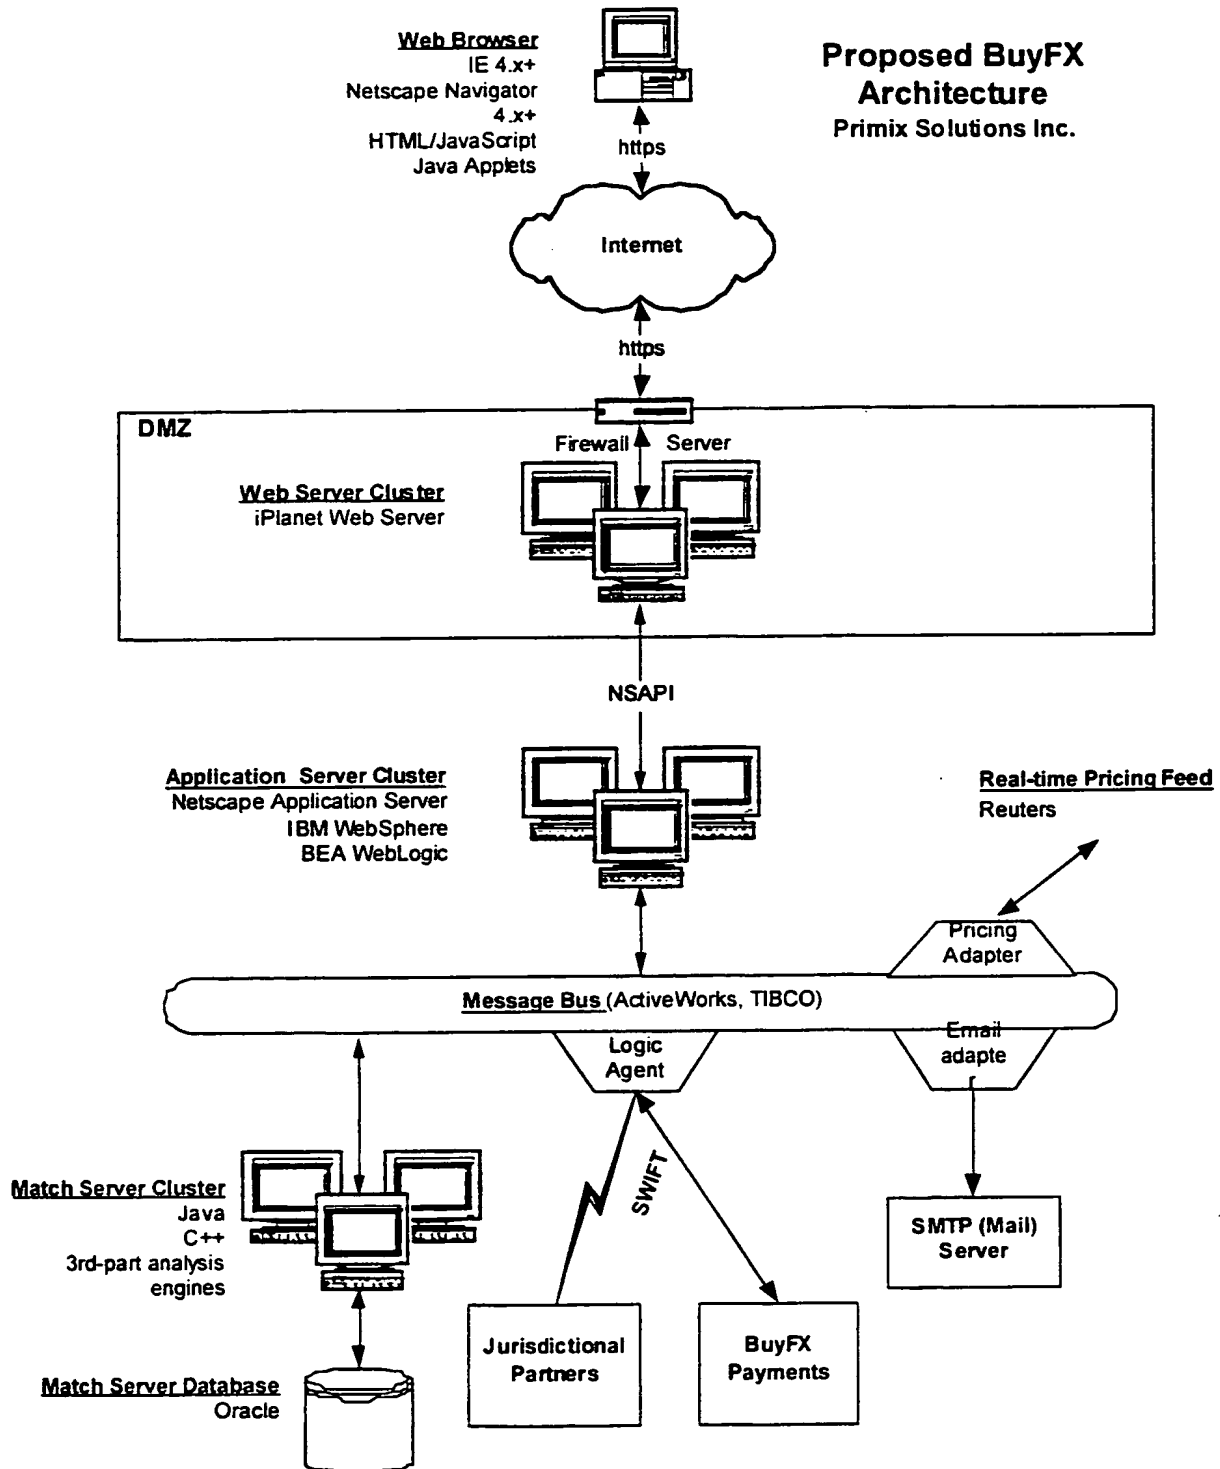 Web Browser
IE 4.x+
Netscape Navigator
4.x+
HTML/JavaScript
Java Applets
Proposed BuyFX
Architecture
Primix Solutions Inc.
https
Internet
https
DMZ
Firewall Server
Web Server Cluster
iPlanet Web Server
NSAPI
Application Server Cluster
Netscape Application Server
IBM WebSphere
BEA WebLogic
Real-time Pricing Feed
Reuters
Pricing
Adapter
Message Bus (ActiveWorks, TIBCO)
Logic
Agent
Email
adapte
r
SWIFT
Match Server Cluster
Java
C++
3rd-part analysis
engines
SMTP (Mail)
Server
Jurisdictional
Partners
BuyFX
Payments
Match Server Database
Oracle